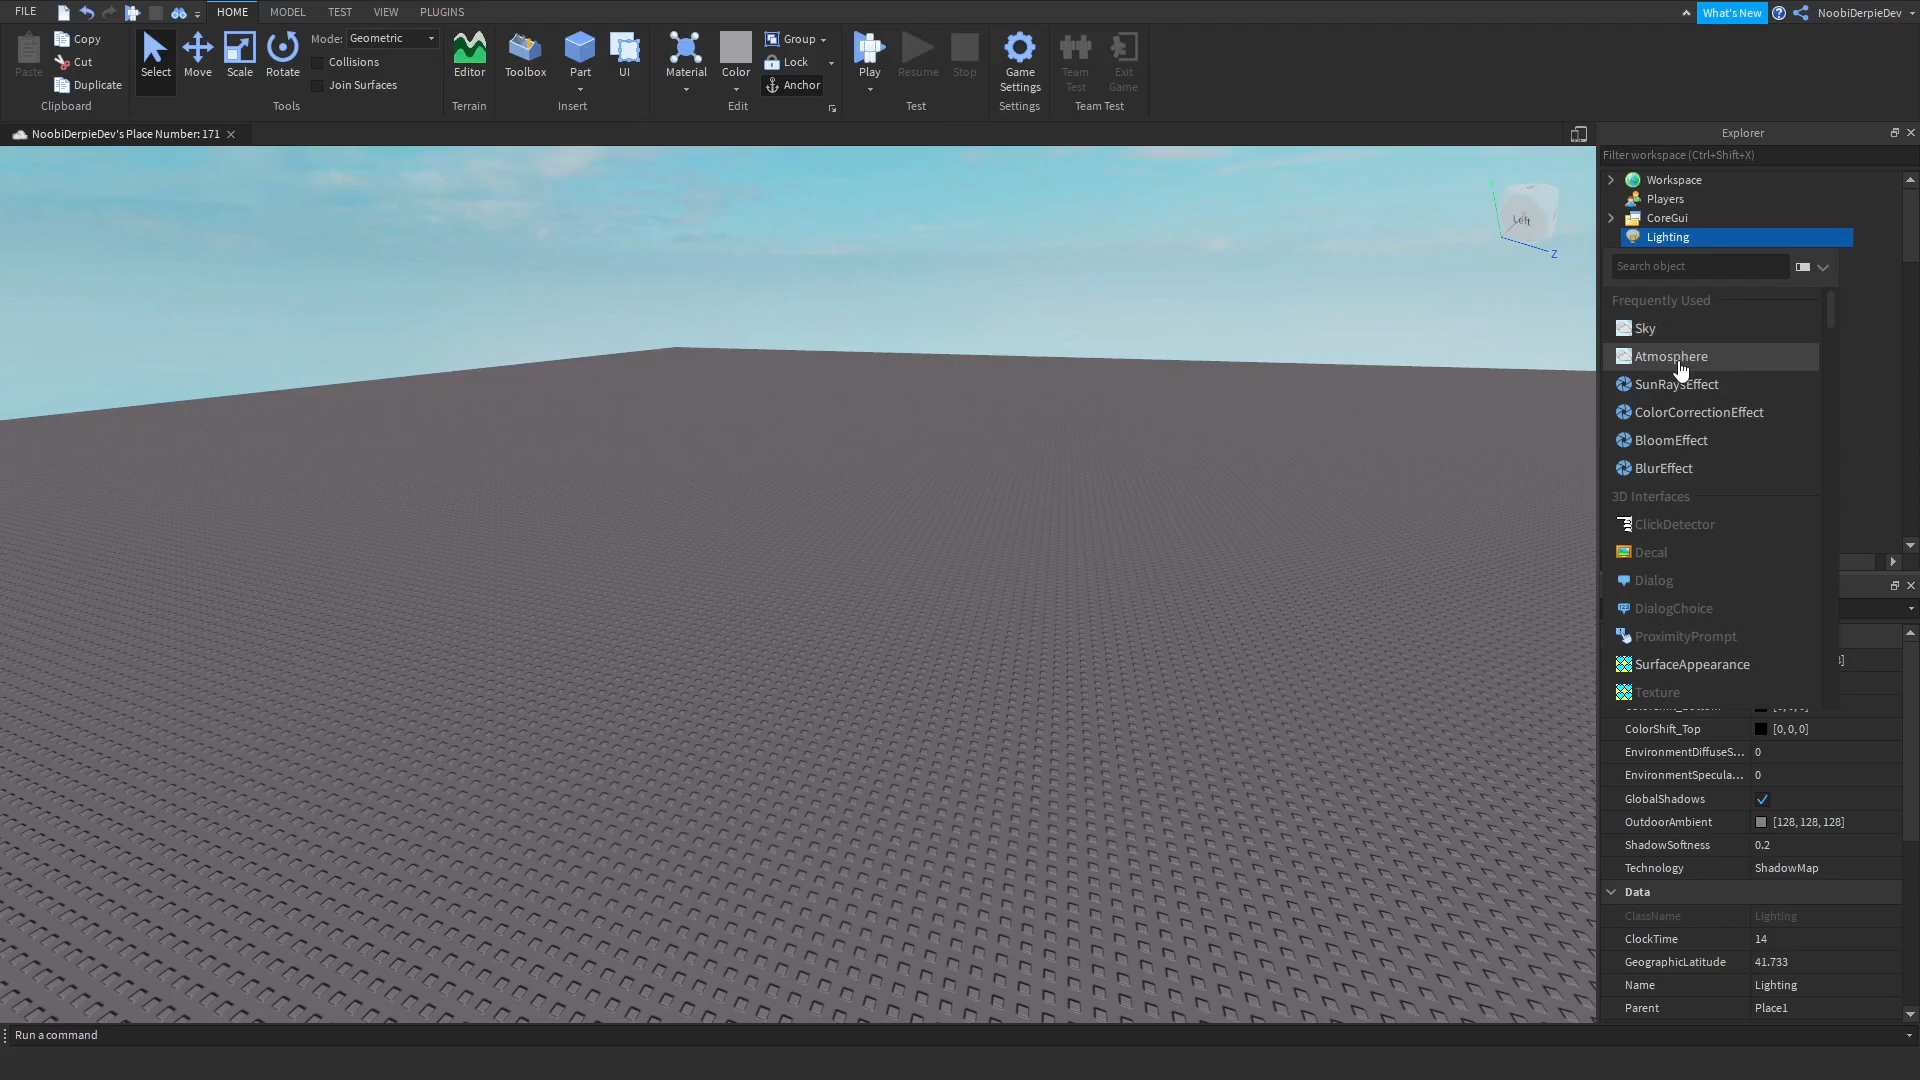 FILE
HOME
MODEL
TEST
VIEW
PLUGINS
What's New
NoobiDerpieDev
Paste
Copy
Cut
Duplicate
Clipboard
Select
Move
Scale
Rotate
Mode: Geometric
Collisions
Join Surfaces
Tools
Editor
Terrain
Toolbox
Part
UI
Insert
Material
Color
Group
Lock
Anchor
Edit
Play
Resume
Stop
Test
Game
Settings
Settings
Team
Test
Exit
Game
Team Test
NoobiDerpieDev's Place Number: 171
Left
Z
Explorer
Filter workspace (Ctrl+Shift+X)
Workspace
Players
CoreGui
Lighting
Search object
Frequently Used
Sky
Atmosphere
SunRaysEffect
ColorCorrectionEffect
BloomEffect
BlurEffect
3D Interfaces
ClickDetector
Decal
Dialog
DialogChoice
ProximityPrompt
SurfaceAppearance
Texture
ColorShift_Top [0, 0, 0]
EnvironmentDiffuseS... 0
EnvironmentSpecula... 0
GlobalShadows
OutdoorAmbient [128, 128, 128]
ShadowSoftness 0.2
Technology ShadowMap
Data
ClassName Lighting
ClockTime 14
GeographicLatitude 41.733
Name Lighting
Parent Place1
Run a command